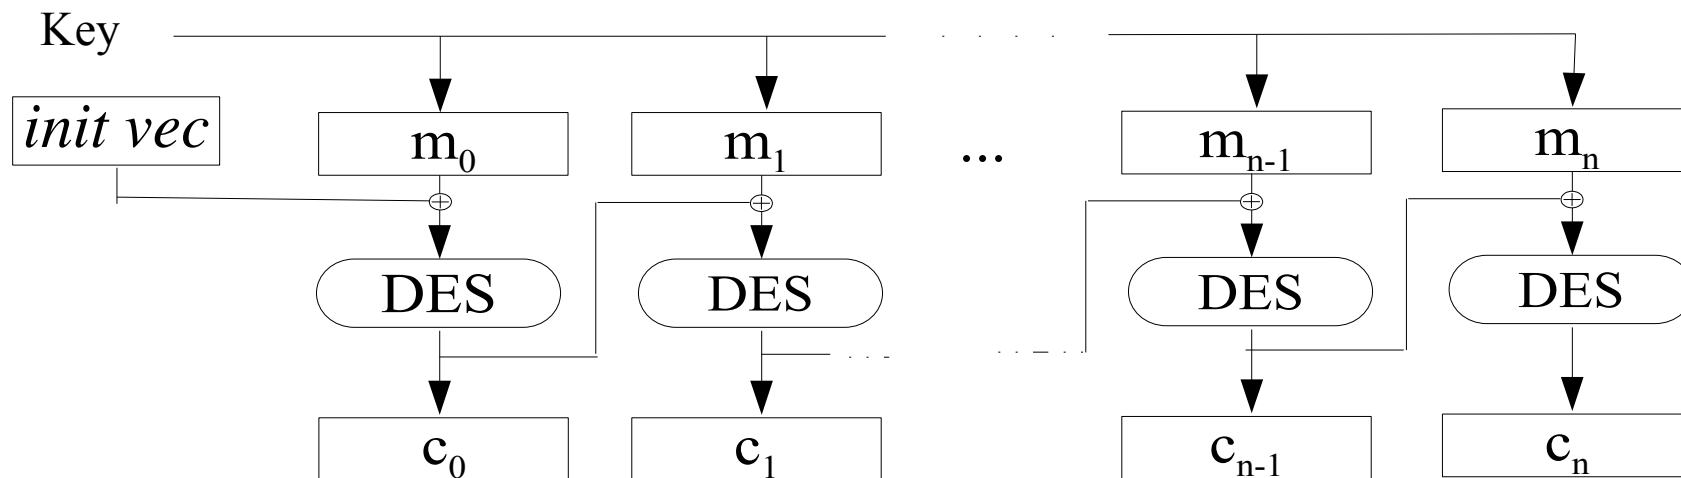 Key
init vec
m₀ m₁ ... mₙ₋₁ mₙ
DES DES DES DES
c₀ c₁ cₙ₋₁ cₙ